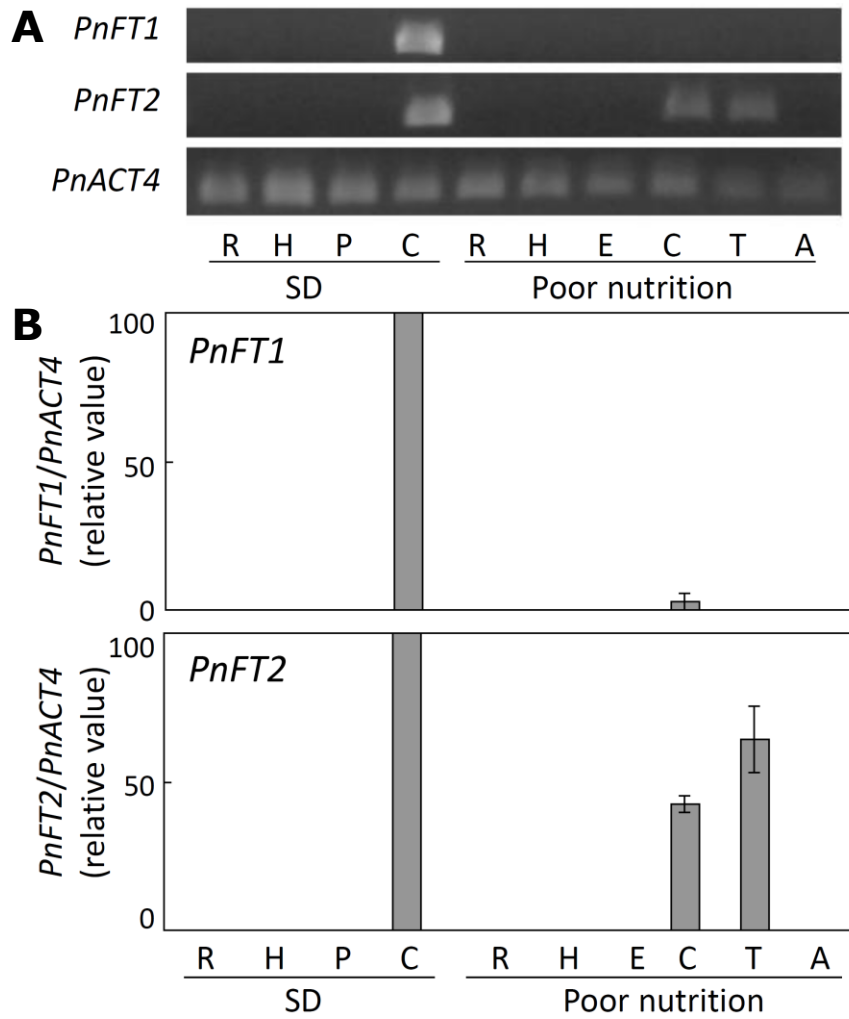 A
PnFT1
PnFT2
PnACT4
R H P C R H E C T A
SD Poor nutrition
B
100
50
0
PnFT1/PnACT4
(relative value)
PnFT1
100
50
0
PnFT2/PnACT4
(relative value)
PnFT2
R H P C R H E C T A
SD Poor nutrition